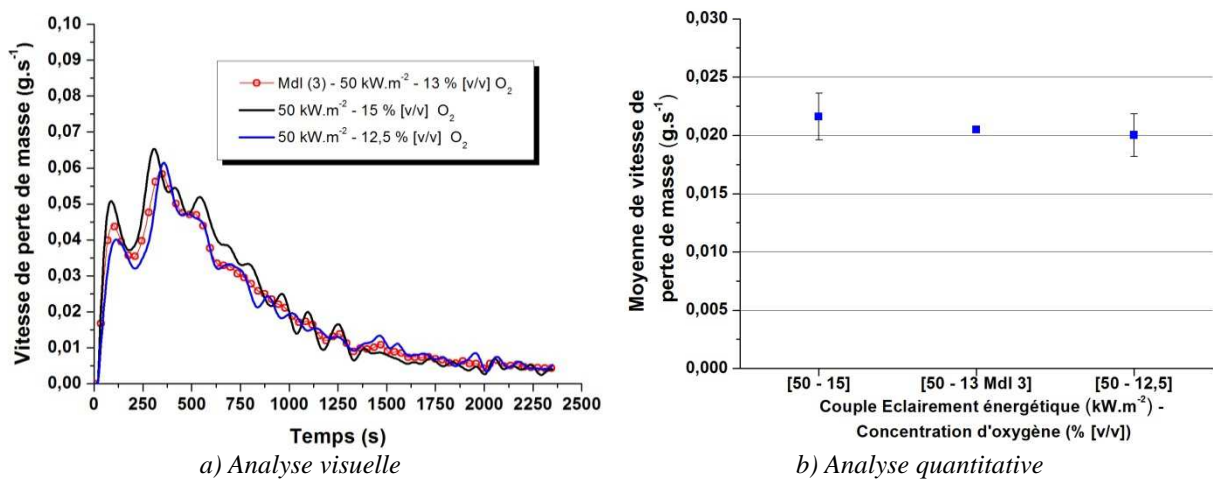 0,10
0,09
0,08
0,07
0,06
0,05
0,04
0,03
0,02
0,01
0,00
Vitesse de perte de masse (g.s-1)
Mdl (3) - 50 kW.m-2 - 13 % [v/v] O2
50 kW.m-2 - 15 % [v/v] O2
50 kW.m-2 - 12,5 % [v/v] O2
0 250 500 750 1000 1250 1500 1750 2000 2250 2500
Temps (s)
a) Analyse visuelle
0,030
0,025
0,020
0,015
0,010
0,005
0,000
Moyenne de vitesse de
perte de masse (g.s-1)
[50 - 15] [50 - 13 Mdl 3] [50 - 12,5]
Couple Eclairement énergétique (kW.m-2) -
Concentration d'oxygène (% [v/v])
b) Analyse quantitative